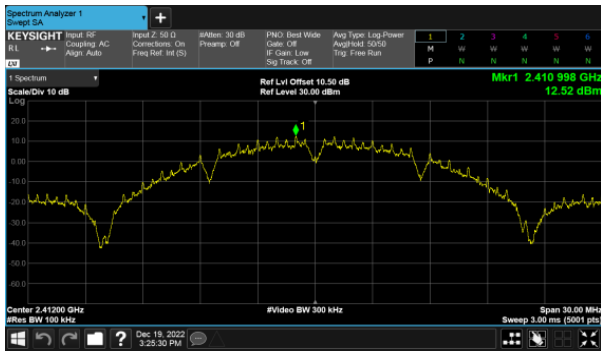 Spectrum Analyzer 1
Swept SA
KEYSIGHT
RL
Input: RF
Coupling: AC
Align: Auto
Input Z: 50 Ω
Corrections: On
Freq Ref: Int (S)
#Atten: 30 dB
Preamp: Off
PNO: Best Wide
Gate: Off
IF Gain: Low
Sig Track: Off
Avg Type: Log-Power
Avg|Hold: 50/50
Trig: Free Run
1 2 3 4 5 6
M W W W W W
P N N N N N
1 Spectrum
Scale/Div 10 dB
Ref Lvl Offset 10.50 dB
Ref Level 30.00 dBm
Mkr1 2.410 998 GHz
12.52 dBm
Log
20.0
10.0
0.00
-10.0
-20.0
-30.0
-40.0
-50.0
-60.0
1
Center 2.41200 GHz
#Res BW 100 kHz
#Video BW 300 kHz
Span 30.00 MHz
Sweep 3.00 ms (5001 pts)
?
Dec 19, 2022
3:25:30 PM